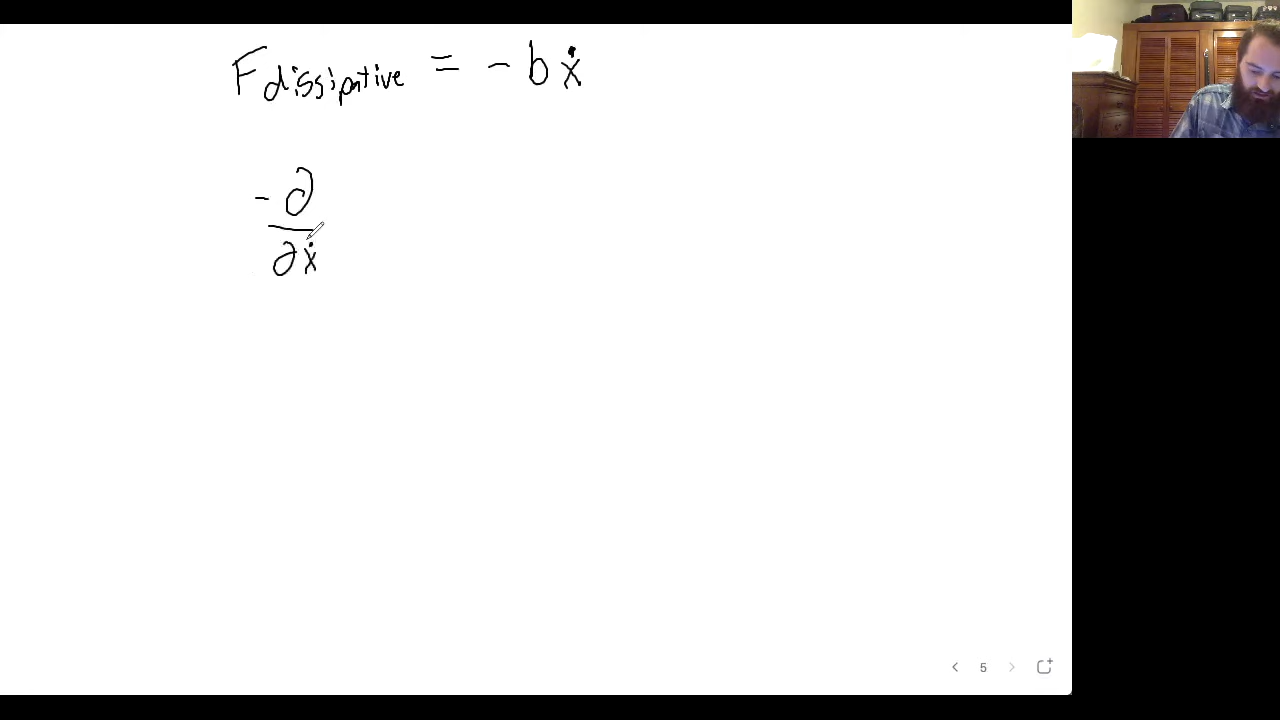 F dissipative = - b ẋ
- ∂
∂ẋ
5